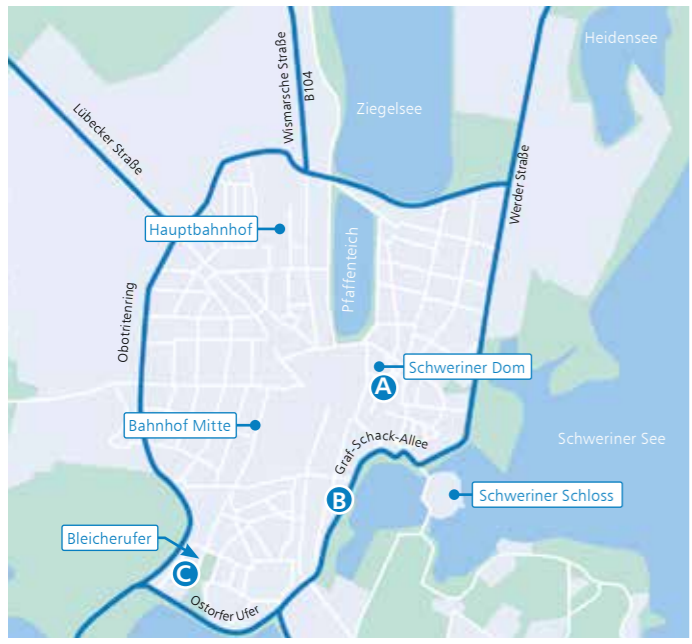 Heidensee
Wismarsche Straße
B104
Ziegelsee
Lübecker Straße
Werder Straße
Hauptbahnhof
Pfaffenteich
Obotritenring
Schweriner Dom
A
Bahnhof Mitte
Graf-Schack-Allee
Schweriner See
B
Schweriner Schloss
Bleicherufer
C
Ostorfer Ufer